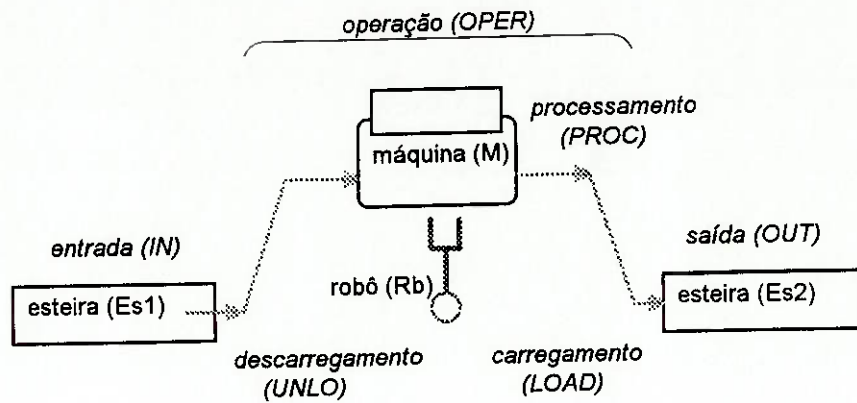 operação (OPER)
processamento
(PROC)
máquina (M)
entrada (IN)
saída (OUT)
esteira (Es1)
robô (Rb)
esteira (Es2)
descarregamento
(UNLO)
carregamento
(LOAD)